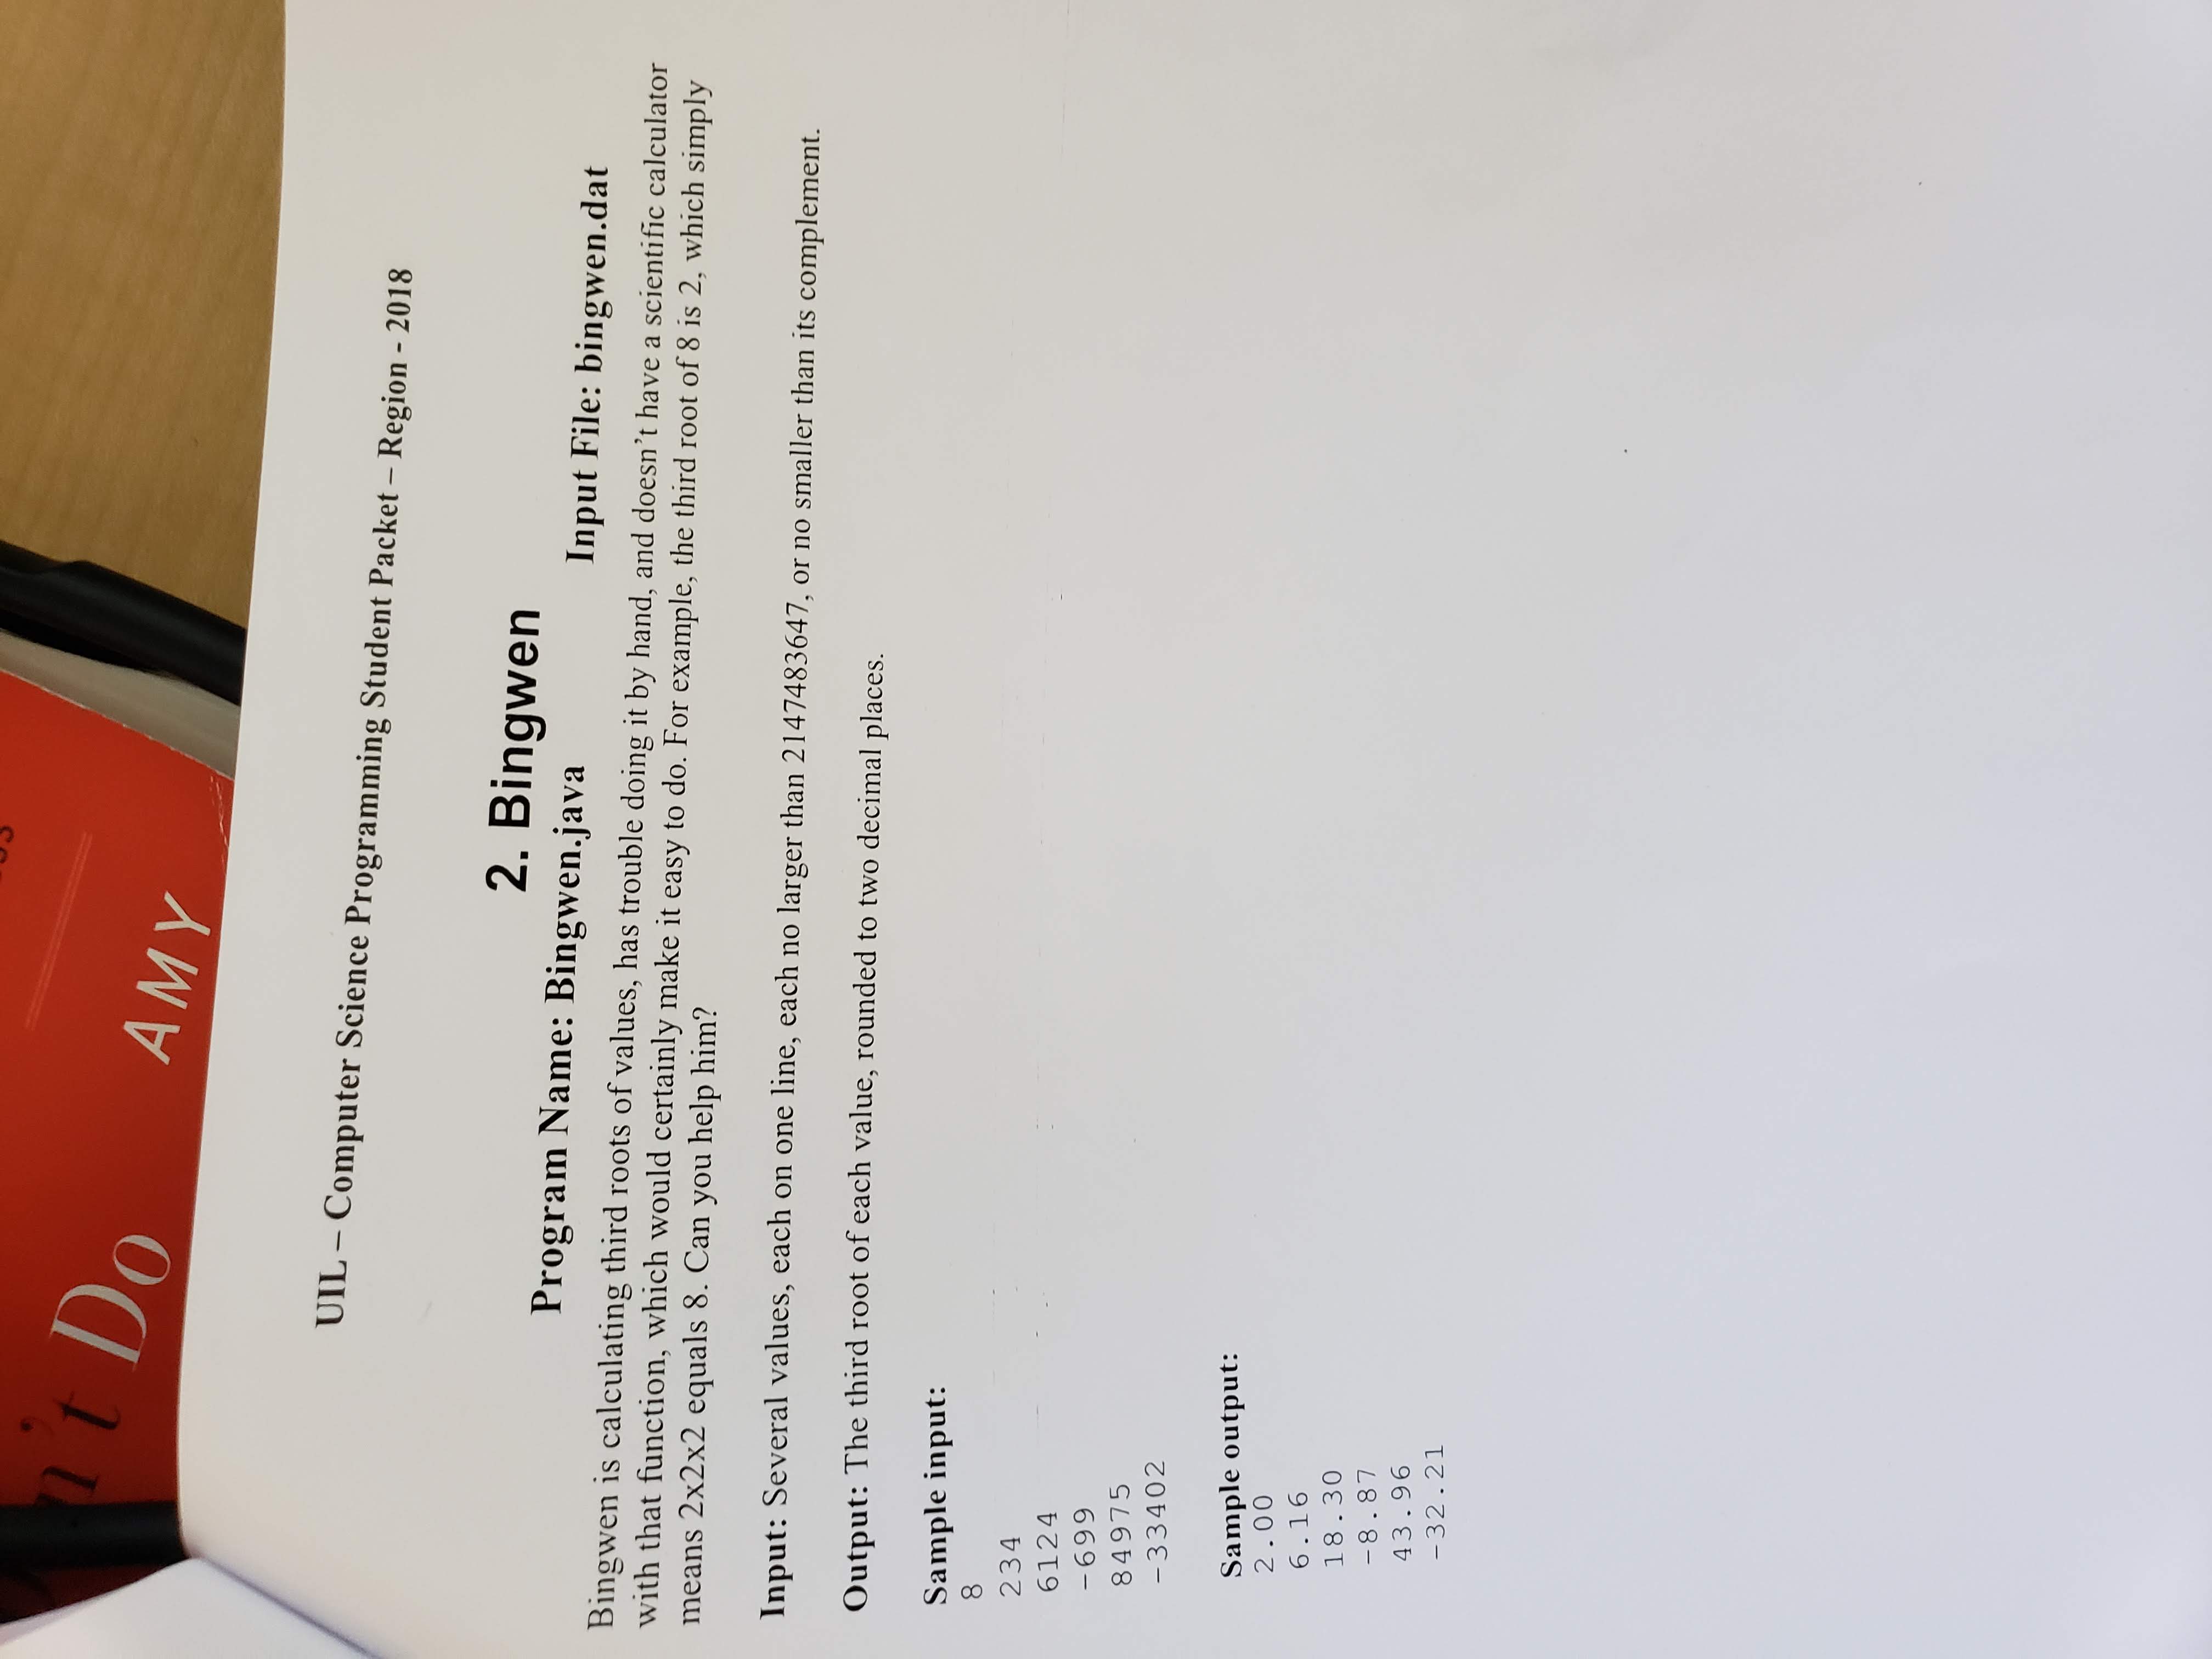 n't Do
AMY
UIL – Computer Science Programming Student Packet – Region - 2018
2. Bingwen
Program Name: Bingwen.java Input File: bingwen.dat
Bingwen is calculating third roots of values, has trouble doing it by hand, and doesn’t have a scientific calculator
with that function, which would certainly make it easy to do. For example, the third root of 8 is 2, which simply
means 2x2x2 equals 8. Can you help him?
Input: Several values, each on one line, each no larger than 2147483647, or no smaller than its complement.
Output: The third root of each value, rounded to two decimal places.
Sample input:
8
234
6124
-699
84975
-33402
Sample output:
2.00
6.16
18.30
-8.87
43.96
-32.21